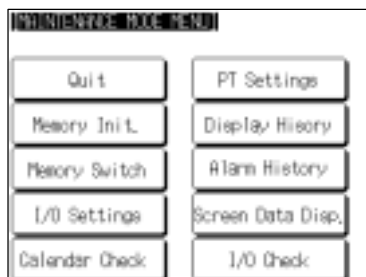 [MAINTENANCE MODE MENU]
Quit
PT Settings
Memory Init.
Display Hisory
Memory Switch
Alarm History
I/O Settings
Screen Data Disp.
Calendar Check
I/O Check